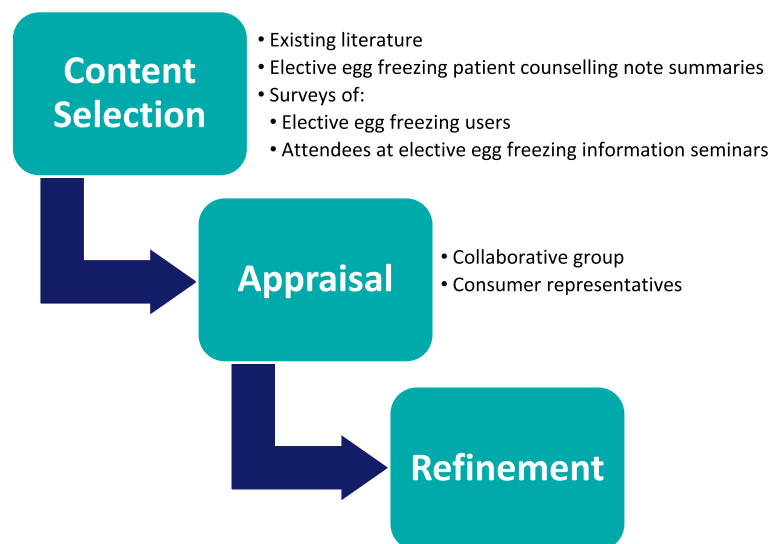 Content
Selection
• Existing literature
• Elective egg freezing patient counselling note summaries
• Surveys of:
• Elective egg freezing users
• Attendees at elective egg freezing information seminars
Appraisal
• Collaborative group
• Consumer representatives
Refinement